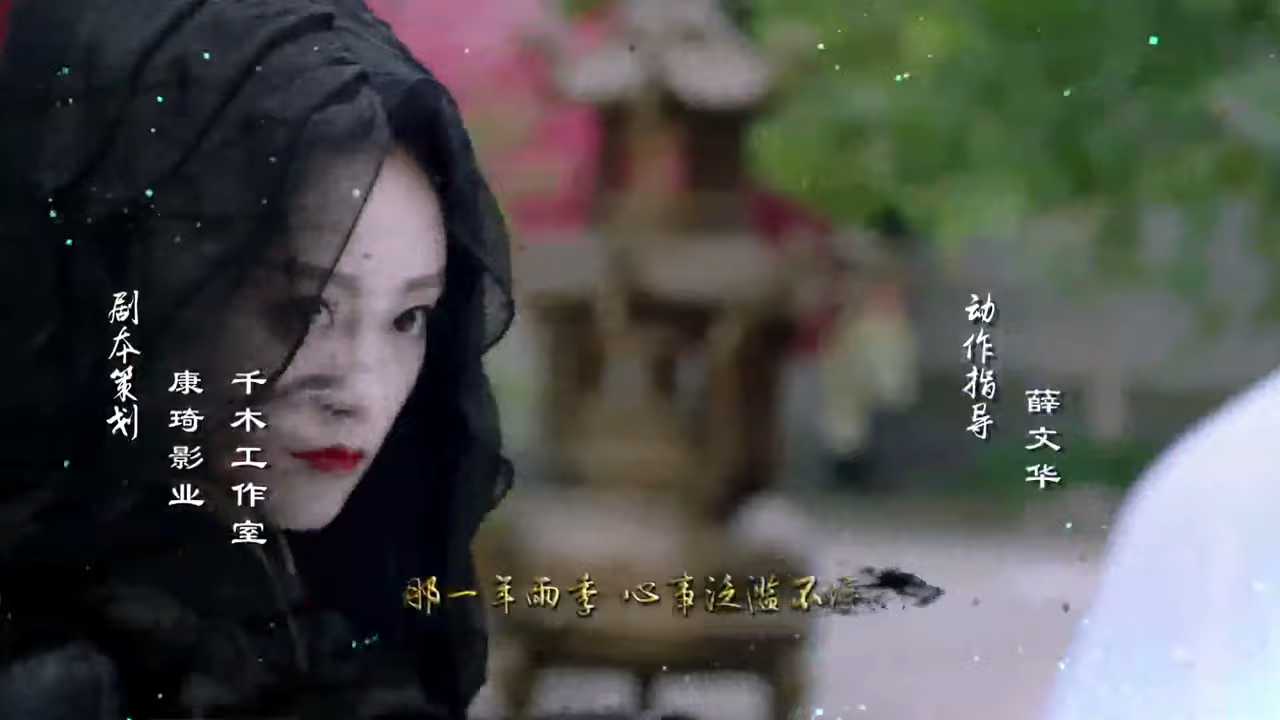 剧本策划
康琦影业
千木工作室
动作指导
薛文华
那一年雨季 心事泛滥不